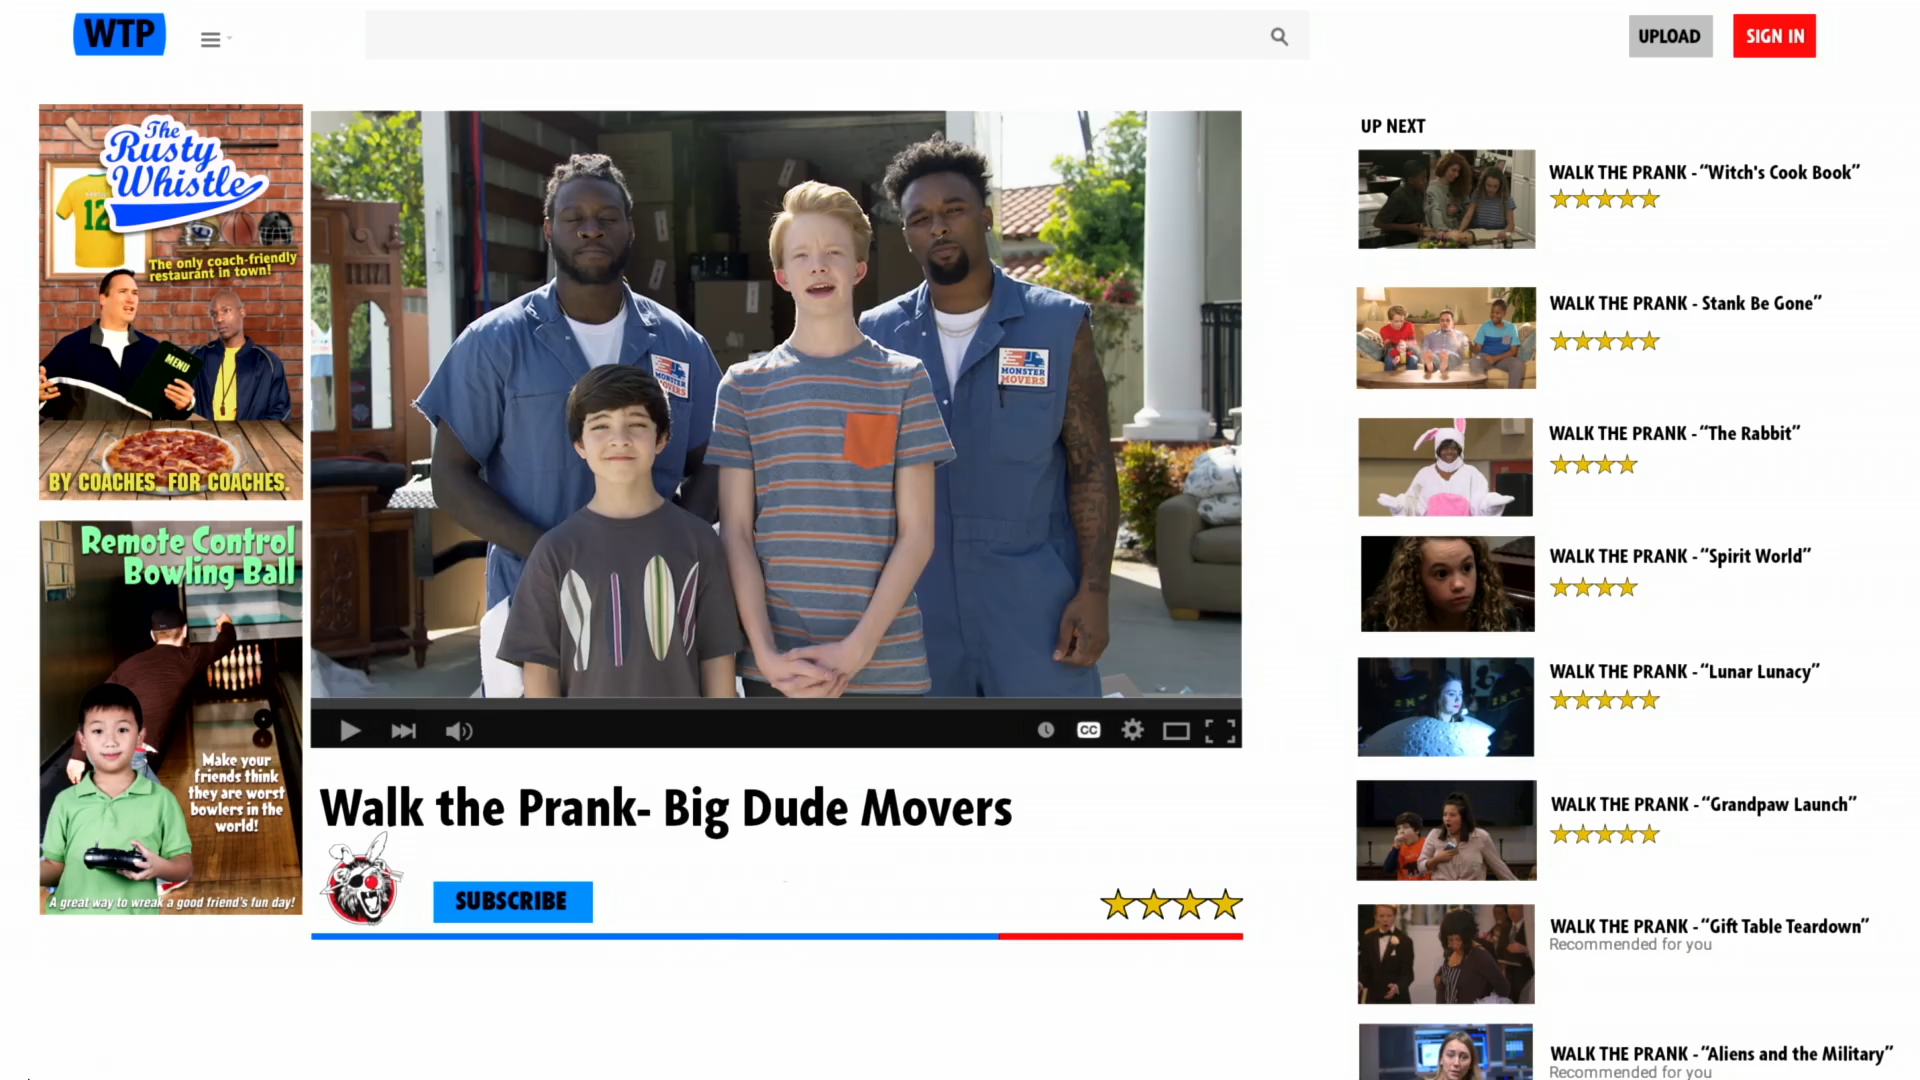 WTP
UPLOAD
SIGN IN
The
Rusty
Whistle
12
The only coach-friendly
restaurant in town!
MENU
BY COACHES. FOR COACHES.
Remote Control
Bowling Ball
Make your
friends think
they are worst
bowlers in the
world!
A great way to wreak a good friend's fun day!
MONSTER
MOVERS
MONSTER
MOVERS
CC
Walk the Prank- Big Dude Movers
SUBSCRIBE
UP NEXT
WALK THE PRANK - “Witch's Cook Book”
WALK THE PRANK - Stank Be Gone”
WALK THE PRANK - “The Rabbit”
WALK THE PRANK - “Spirit World”
WALK THE PRANK - “Lunar Lunacy”
WALK THE PRANK - “Grandpaw Launch”
WALK THE PRANK - “Gift Table Teardown”
Recommended for you
WALK THE PRANK - “Aliens and the Military”
Recommended for you